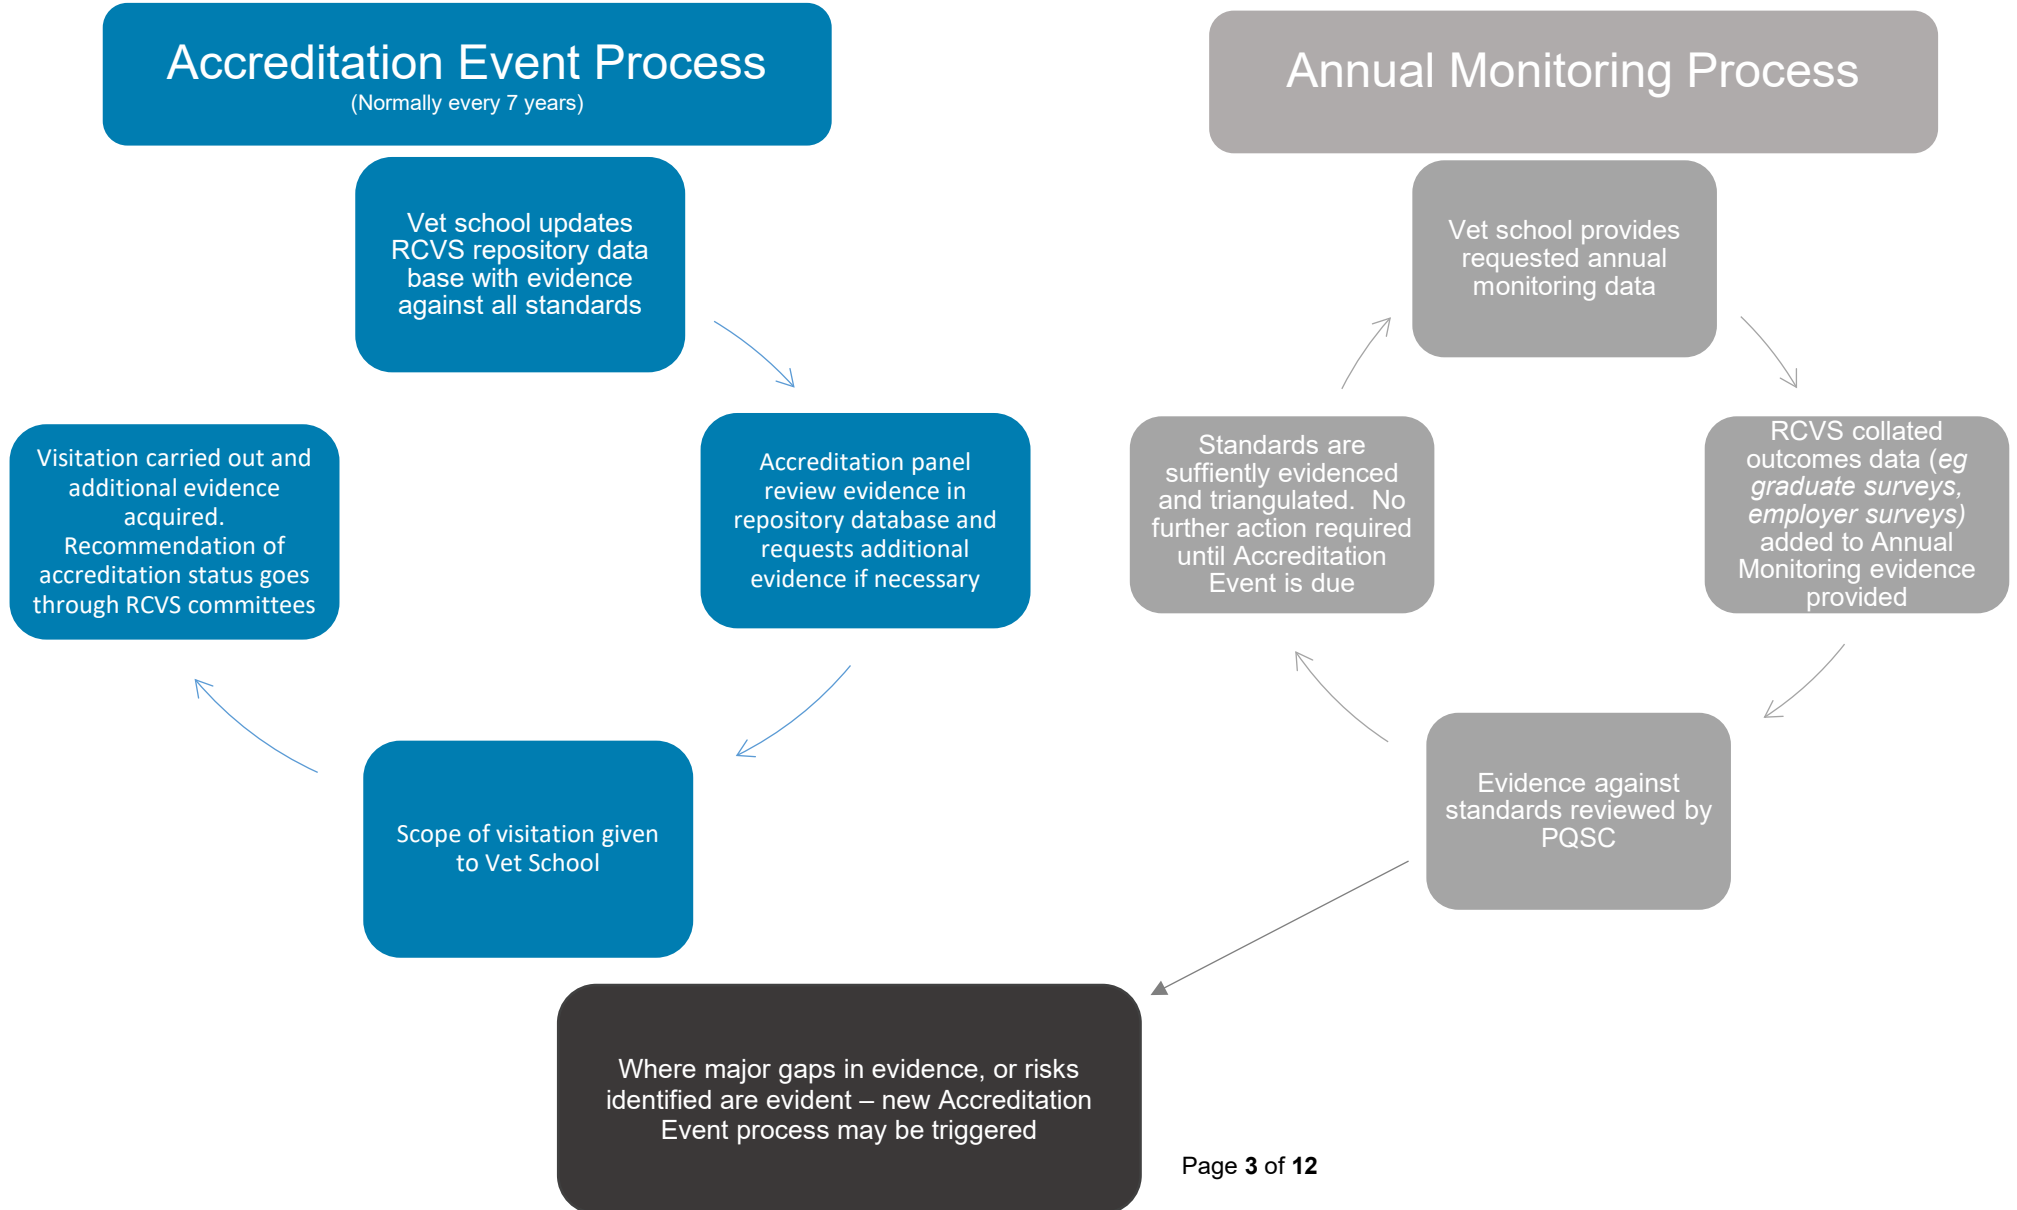 Accreditation Event Process
(Normally every 7 years)
Vet school updates
RCVS repository data
base with evidence
against all standards
Accreditation panel
review evidence in
repository database and
requests additional
evidence if necessary
Scope of visitation given
to Vet School
Visitation carried out and
additional evidence
acquired.
Recommendation of
accreditation status goes
through RCVS committees
Annual Monitoring Process
Vet school provides
requested annual
monitoring data
RCVS collated
outcomes data (eg
graduate surveys,
employer surveys)
added to Annual
Monitoring evidence
provided
Evidence against
standards reviewed by
PQSC
Standards are
suffiently evidenced
and triangulated.  No
further action required
until Accreditation
Event is due
Where major gaps in evidence, or risks
identified are evident – new Accreditation
Event process may be triggered
Page 3 of 12